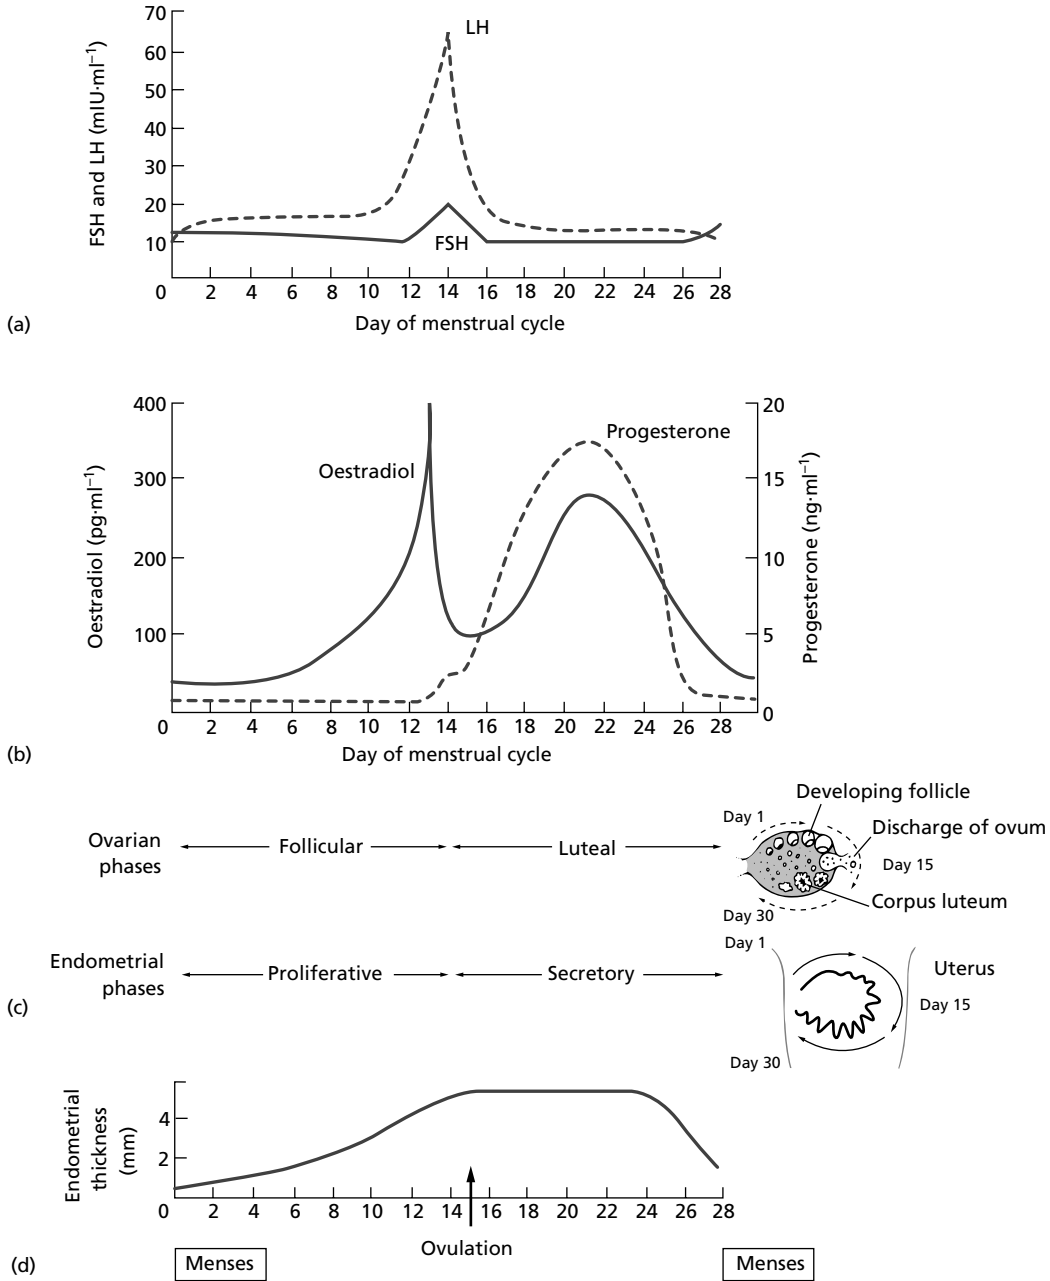 70
60
50
40
30
20
10
FSH and LH (mIU·ml⁻¹)
LH
FSH
0 2 4 6 8 10 12 14 16 18 20 22 24 26 28
Day of menstrual cycle
(a)
400
300
200
100
Oestradiol (pg·ml⁻¹)
Oestradiol
Progesterone
20
15
10
5
0
Progesterone (ng·ml⁻¹)
0 2 4 6 8 10 12 14 16 18 20 22 24 26 28
Day of menstrual cycle
(b)
Ovarian
phases
Follicular
Luteal
Developing follicle
Day 1
Discharge of ovum
Day 15
Corpus luteum
Day 30
Endometrial
phases
Proliferative
Secretory
Day 1
Uterus
Day 15
Day 30
(c)
Endometrial
thickness
(mm)
4
2
0 2 4 6 8 10 12 14 16 18 20 22 24 26 28
Ovulation
(d)
Menses
Menses